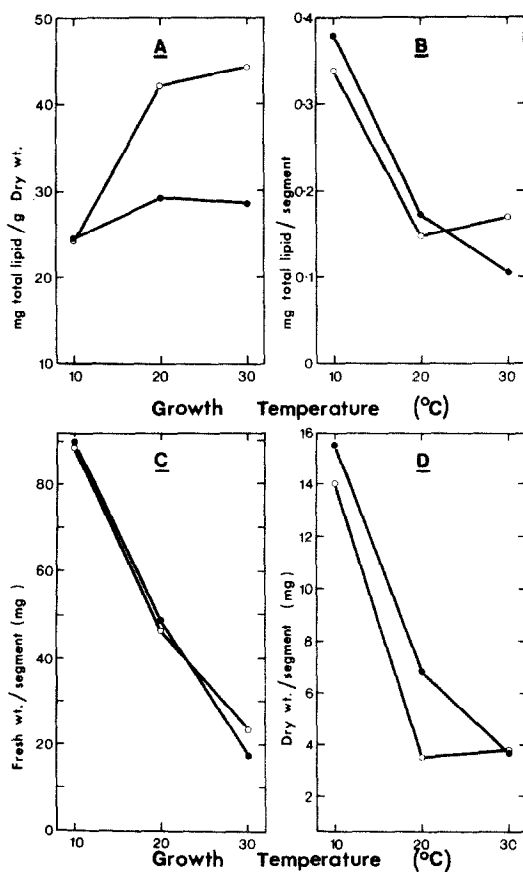 mg total lipid / g Dry wt.
50
40
30
20
10
A
10 20 30
mg total lipid / segment
0·4
0·3
0·2
0·1
0
B
10 20 30
Growth Temperature (°C)
Fresh wt. / segment (mg)
80
60
40
20
0
C
10 20 30
Dry wt. / segment (mg)
16
14
12
10
8
6
4
2
D
10 20 30
Growth Temperature (°C)